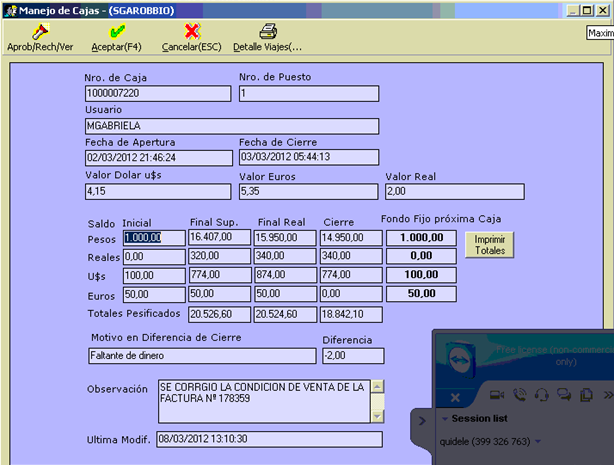 Manejo de Cajas - (SGAROBBIO)
Maxim
Aprob/Rech/Ver Aceptar(F4) Cancelar(ESC) Detalle Viajes(...
Nro. de Caja Nro. de Puesto
1000007220 1
Usuario
MGABRIELA
Fecha de Apertura Fecha de Cierre
02/03/2012 21:46:24 03/03/2012 05:44:13
Valor Dolar u$s Valor Euros Valor Real
4,15 5,35 2,00
Saldo Inicial Final Sup. Final Real Cierre Fondo Fijo próxima Caja
Pesos 1.000,00 16.407,00 15.950,00 14.950,00 1.000,00
Imprimir
Totales
Reales 0,00 320,00 340,00 340,00 0,00
U$s 100,00 774,00 874,00 774,00 100,00
Euros 50,00 50,00 50,00 0,00 50,00
Totales Pesificados 20.526,60 20.524,60 18.842,10
Motivo en Diferencia de Cierre Diferencia
Faltante de dinero -2,00
Observación SE CORRGIO LA CONDICION DE VENTA DE LA
FACTURA Nº 178359
Ultima Modif. 08/03/2012 13:10:30
Free license (non-commerci
only)
Session list
quidele (399 326 763)